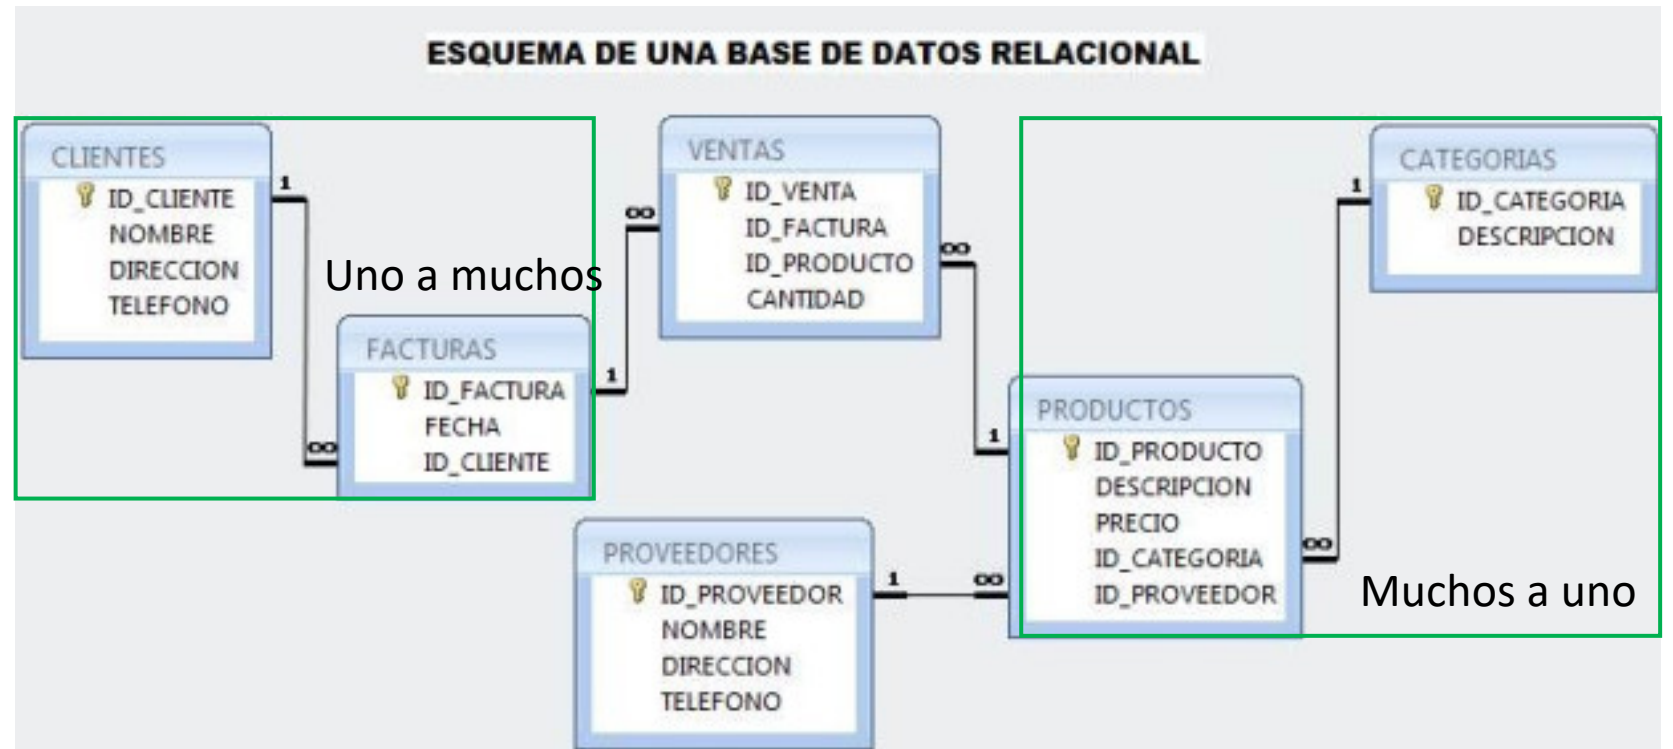 ESQUEMA DE UNA BASE DE DATOS RELACIONAL
CLIENTES
ID_CLIENTE
NOMBRE
DIRECCION
TELEFONO
1
∞
Uno a muchos
FACTURAS
ID_FACTURA
FECHA
ID_CLIENTE
1
∞
VENTAS
ID_VENTA
ID_FACTURA
ID_PRODUCTO
CANTIDAD
∞
1
PROVEEDORES
ID_PROVEEDOR
NOMBRE
DIRECCION
TELEFONO
1
∞
PRODUCTOS
ID_PRODUCTO
DESCRIPCION
PRECIO
ID_CATEGORIA
ID_PROVEEDOR
∞
1
CATEGORIAS
ID_CATEGORIA
DESCRIPCION
Muchos a uno